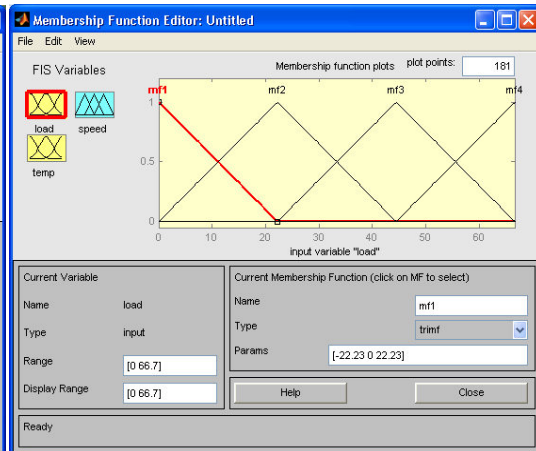 Membership Function Editor: Untitled
File Edit View
FIS Variables
Membership function plots plot points: 181
load speed
temp
mf1 mf2 mf3 mf4
1
0.5
0
0 10 20 30 40 50 60
input variable "load"
Current Variable
Name load
Type input
Range [0 66.7]
Display Range [0 66.7]
Current Membership Function (click on MF to select)
Name mf1
Type trimf
Params [-22.23 0 22.23]
Help Close
Ready